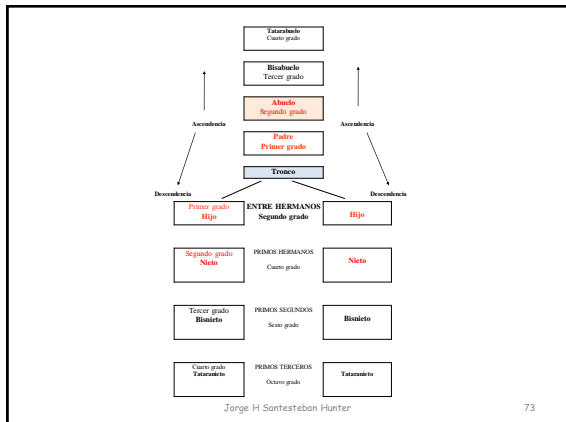 Tatarabuelo
Cuarto grado
Bisabuelo
Tercer grado
Abuelo
Segundo grado
Ascendencia
Ascendencia
Padre
Primer grado
Tronco
Descendencia
Descendencia
Primer grado
Hijo
ENTRE HERMANOS
Segundo grado
Hijo
Segundo grado
Nieto
PRIMOS HERMANOS
Cuarto grado
Nieto
Tercer grado
Bisnieto
PRIMOS SEGUNDOS
Sexto grado
Bisnieto
Cuarto grado
Tataranieto
PRIMOS TERCEROS
Octavo grado
Tataranieto
Jorge H Santesteban Hunter
73